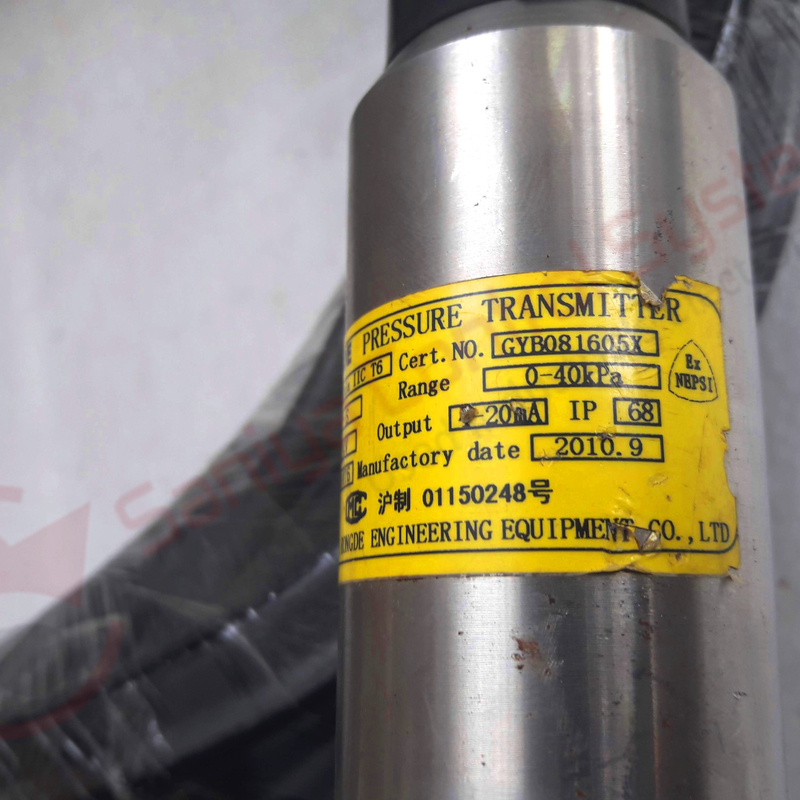 PRESSURE TRANSMITTER
IIC T6 Cert.NO. GYB081605X
Range 0-40kPa
Ex
NEPSI
Output -20mA IP 68
Manufactory date 2010.9
沪制 01150248号
ENGINEERING EQUIPMENT CO.,LTD